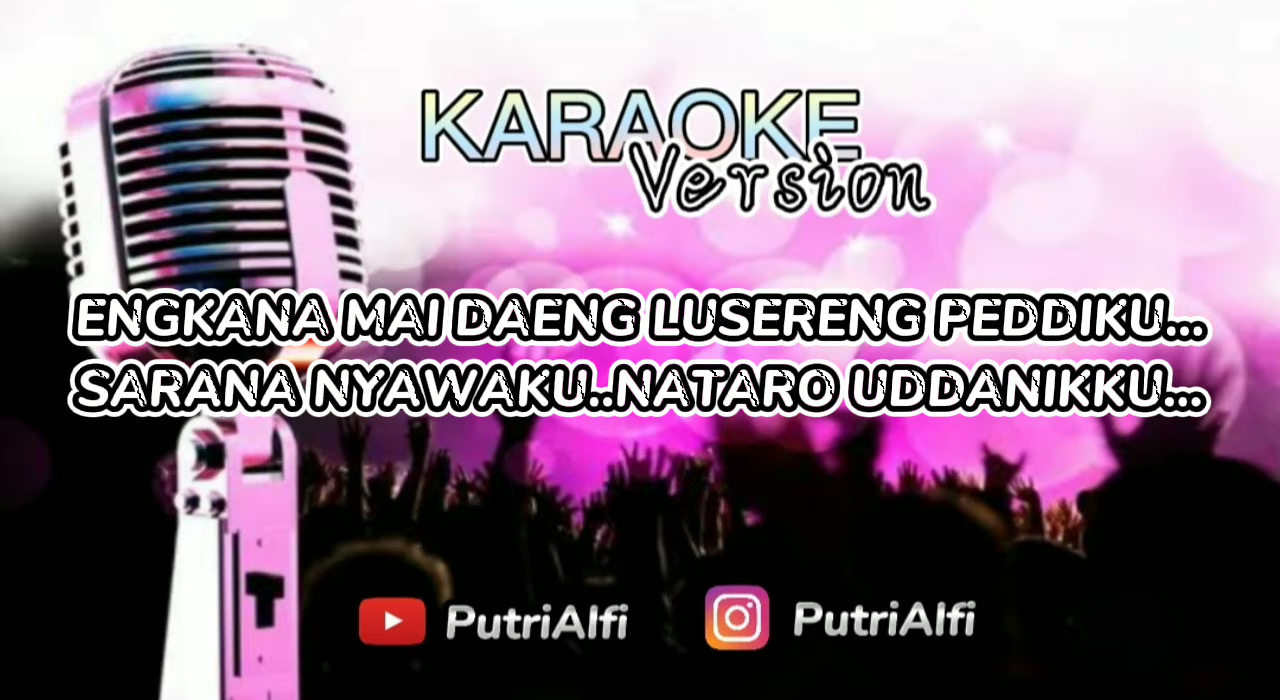 KARAOKE
Version
ENGKANA MAI DAENG LUSERENG PEDDIKU...
SARANA NYAWAKU..NATARO UDDANIKKU...
PutriAlfi PutriAlfi